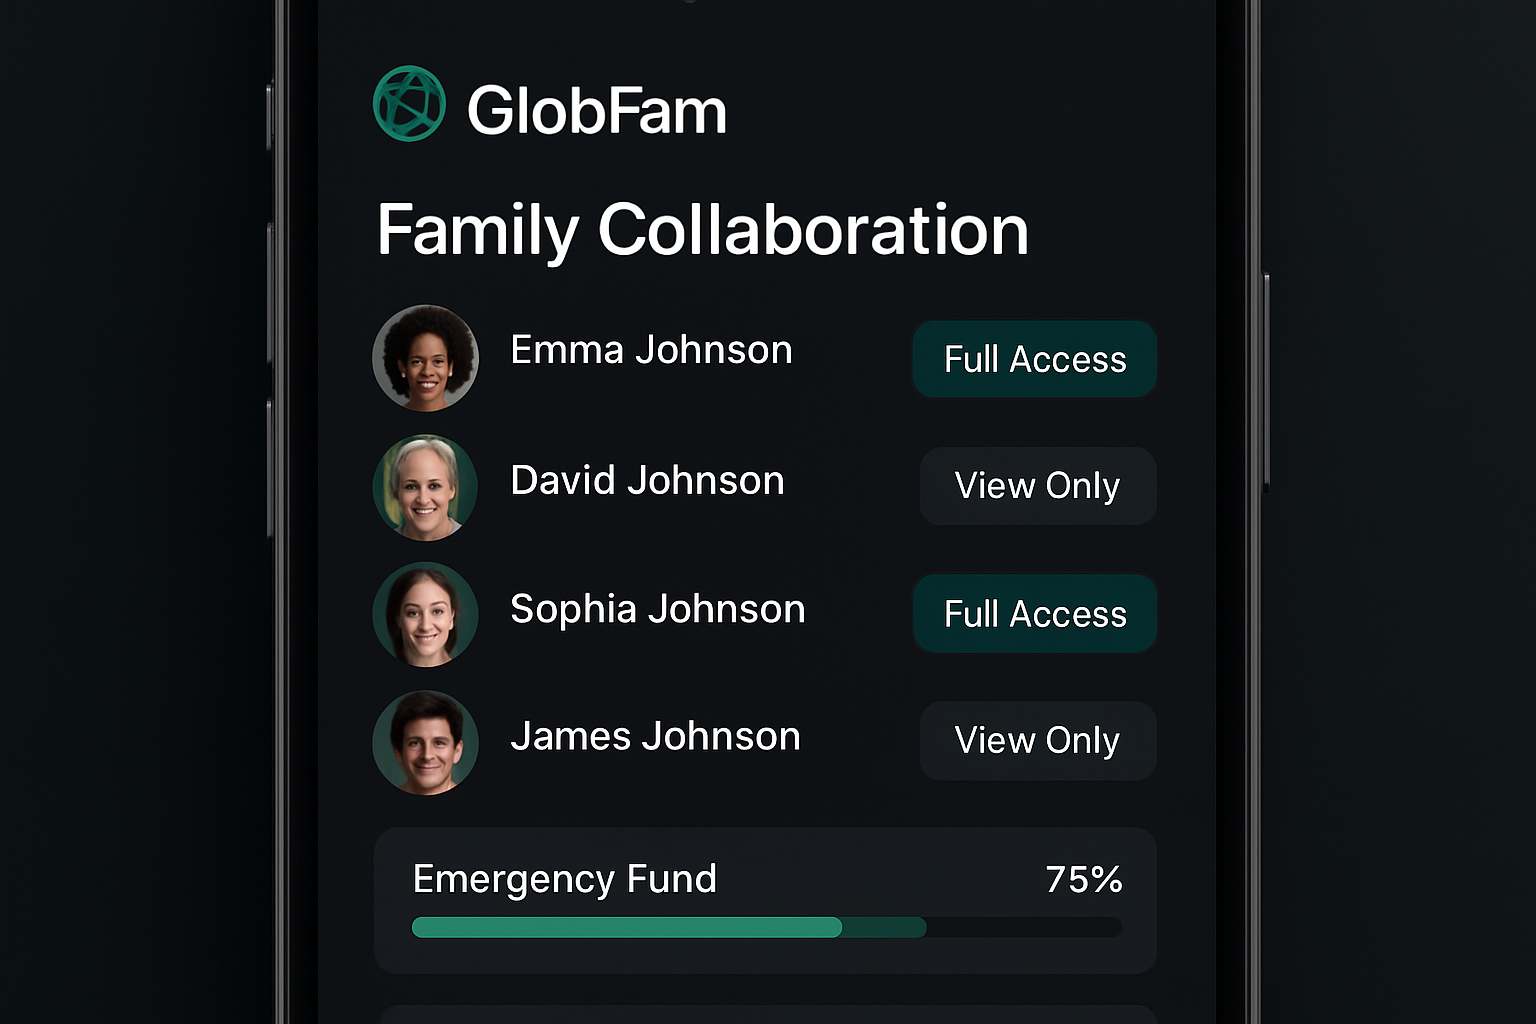 GlobFam
Family Collaboration
Emma Johnson Full Access
David Johnson View Only
Sophia Johnson Full Access
James Johnson View Only
Emergency Fund 75%